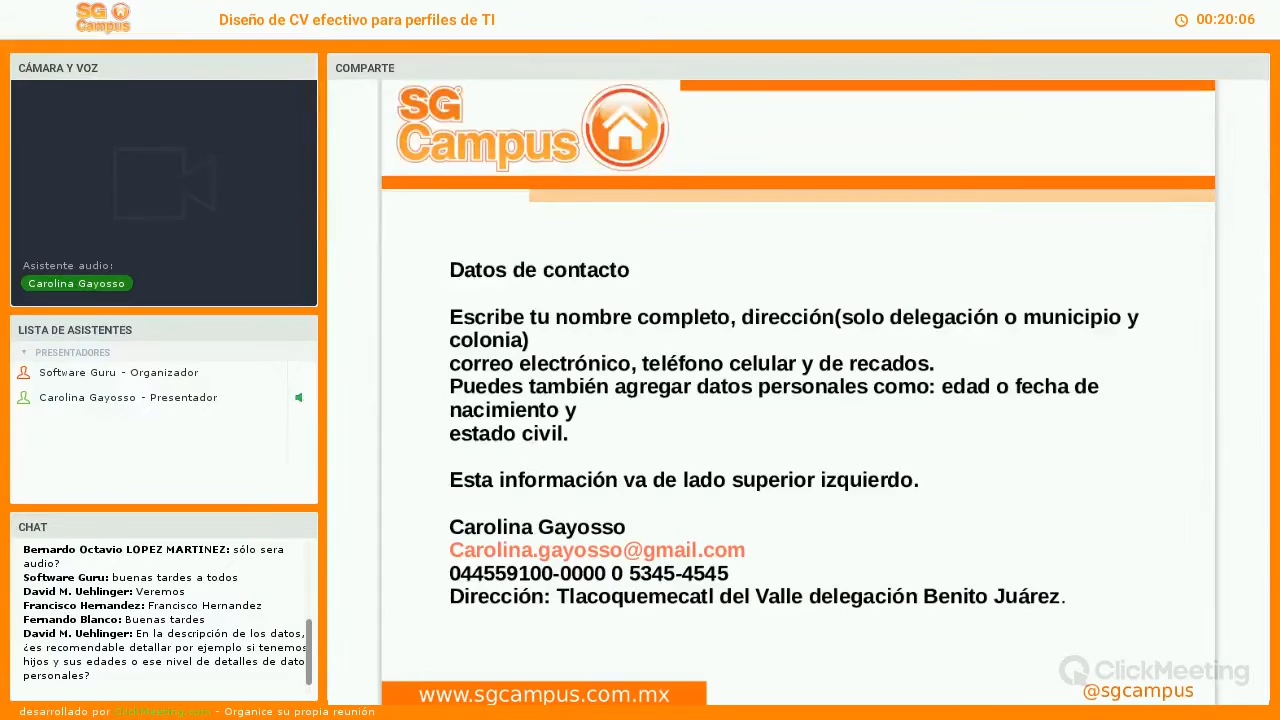 SG
Campus
Diseño de CV efectivo para perfiles de TI
00:20:06
CÁMARA Y VOZ
Asistente audio:
Carolina Gayosso
LISTA DE ASISTENTES
PRESENTADORES
Software Guru - Organizador
Carolina Gayosso - Presentador
CHAT
Bernardo Octavio LOPEZ MARTINEZ: sólo sera
audio?
Software Guru: buenas tardes a todos
David M. Uehlinger: Veremos
Francisco Hernandez: Francisco Hernandez
Fernando Blanco: Buenas tardes
David M. Uehlinger: En la descripción de los datos,
¿es recomendable detallar por ejemplo si tenemos
hijos y sus edades o ese nivel de detalles de dato
personales?
COMPARTE
SG
Campus
Datos de contacto
Escribe tu nombre completo, dirección(solo delegación o municipio y
colonia)
correo electrónico, teléfono celular y de recados.
Puedes también agregar datos personales como: edad o fecha de
nacimiento y
estado civil.
Esta información va de lado superior izquierdo.
Carolina Gayosso
Carolina.gayosso@gmail.com
044559100-0000 0 5345-4545
Dirección: Tlacoquemecatl del Valle delegación Benito Juárez.
ClickMeeting
www.sgcampus.com.mx
@sgcampus
desarrollado por ClickMeeting.com - Organice su propia reunión